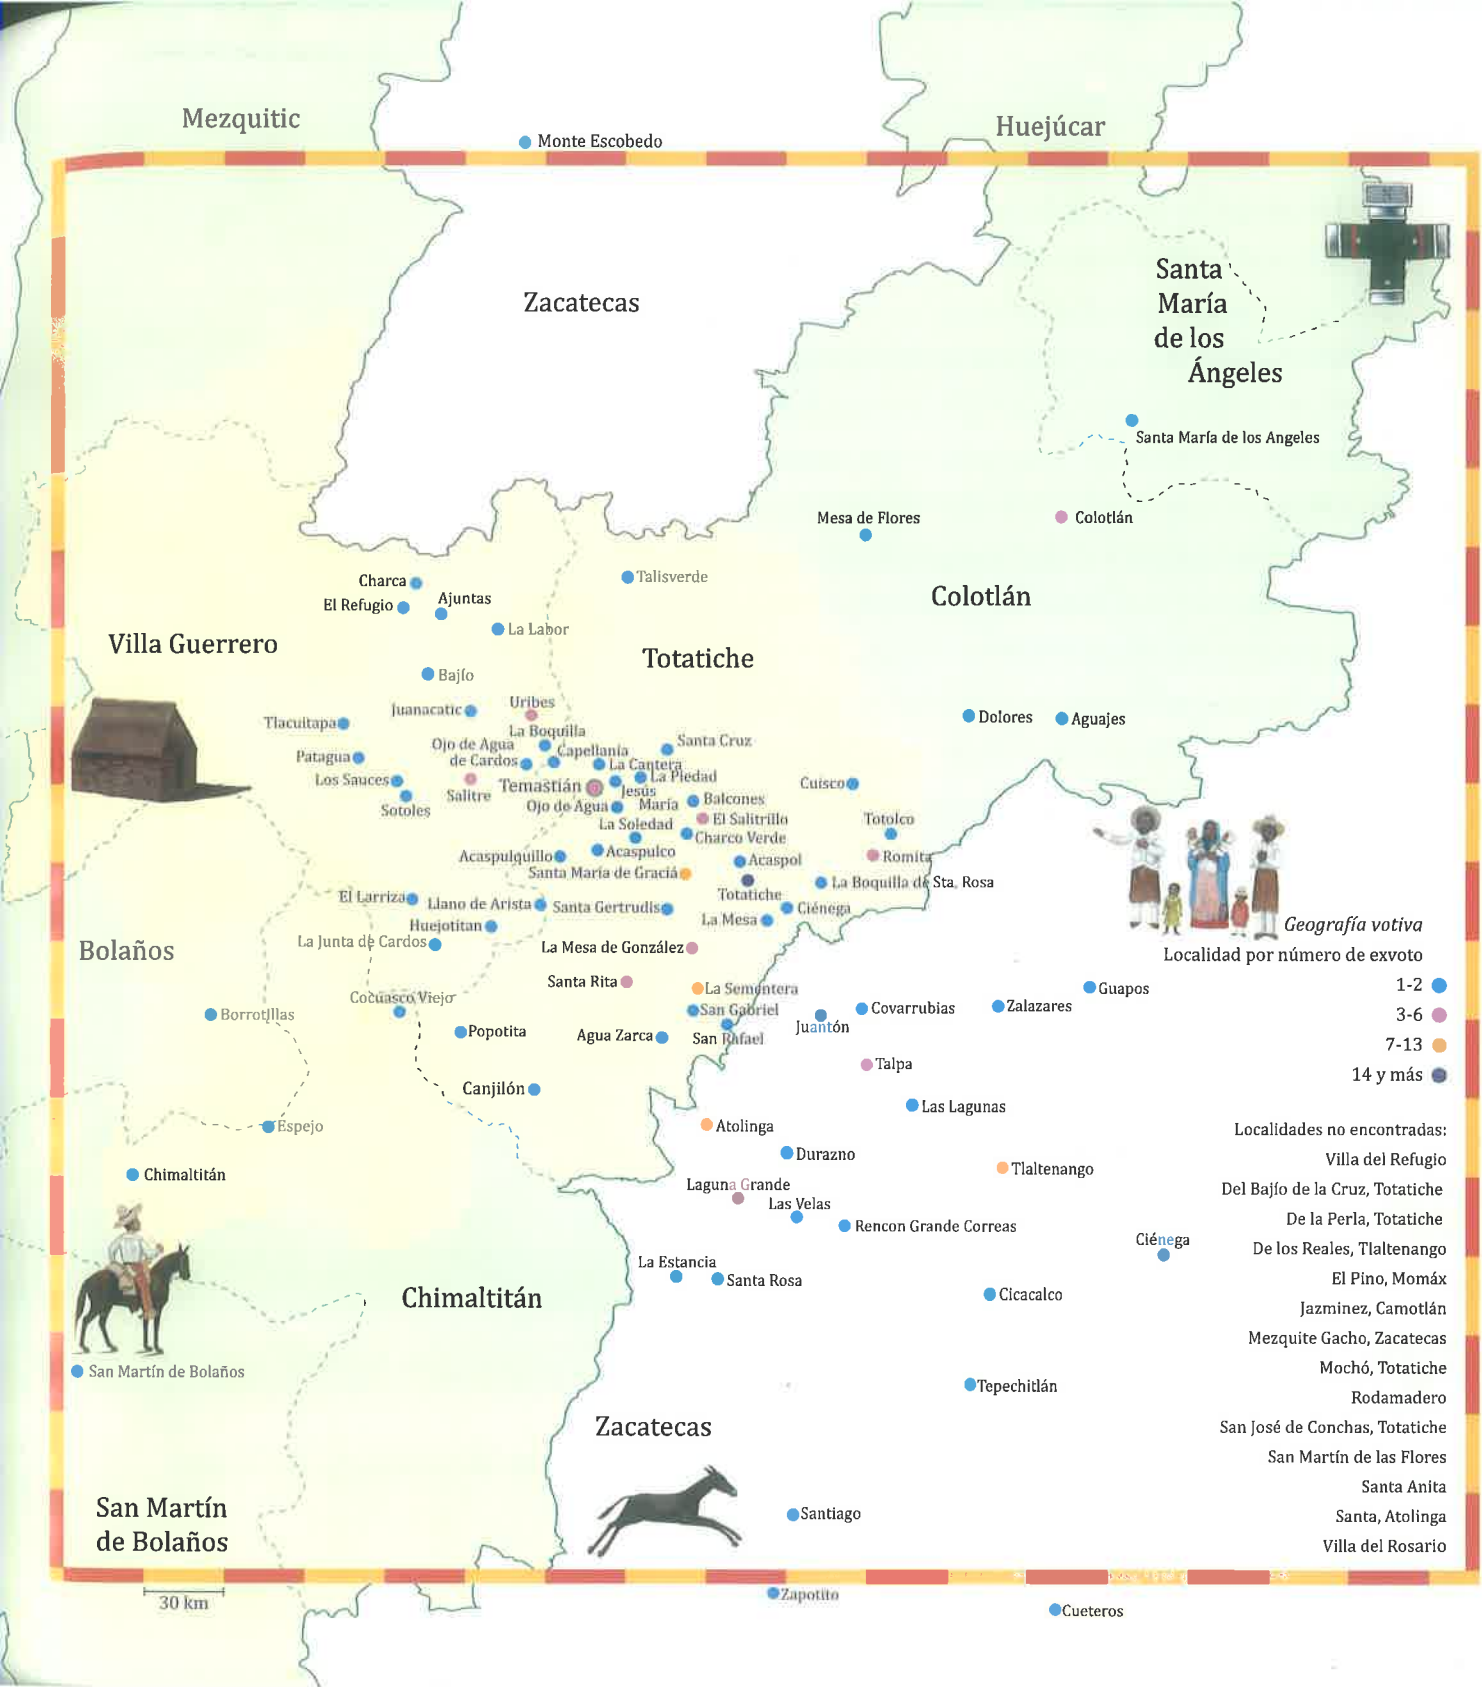 Mezquitic
Huejúcar
Monte Escobedo
Zacatecas
Santa
María
de los
Ángeles
Santa María de los Angeles
Mesa de Flores
Colotlán
Charca
Talisverde
El Refugio
Ajuntas
Colotlán
La Labor
Villa Guerrero
Totatiche
Bajío
Uribes
Juanacatic
Tlacuitapa
Dolores
Aguajes
La Boquilla
Ojo de Agua
de Cardos
Capellanía
Santa Cruz
Patagua
La Cantera
Los Sauces
La Piedad
Cuisco
Temastián
Jesús
María
Salitre
Sotoles
Ojo de Agua
Balcones
El Salitrillo
Totolco
La Soledad
Charco Verde
Acaspulquillo
Acaspulco
Acaspol
Romita
Santa María de Graciá
Totatiche
La Boquilla de Sta. Rosa
El Larriza
Llano de Arista
Santa Gertrudis
Ciénega
Huejotitan
La Mesa
La Junta de Cardos
La Mesa de González
Bolaños
Santa Rita
La Sementera
Cocuasco Viejo
San Gabriel
Borrotillas
Popotita
Agua Zarca
San Rafael
Juantón
Covarrubias
Zalazares
Guapos
Canjilón
Talpa
Las Lagunas
Espejo
Atolinga
Chimaltitán
Durazno
Tlaltenango
Laguna Grande
Las Velas
Rencon Grande Correas
Ciénega
La Estancia
Santa Rosa
Chimaltitán
Cicacalco
San Martín de Bolaños
Tepechitlán
Zacatecas
San Martín
de Bolaños
Santiago
30 km
Zapotito
Cueteros
Geografía votiva
Localidad por número de exvoto
1-2
3-6
7-13
14 y más
Localidades no encontradas:
Villa del Refugio
Del Bajío de la Cruz, Totatiche
De la Perla, Totatiche
De los Reales, Tlaltenango
El Pino, Momáx
Jazminez, Camotlán
Mezquite Gacho, Zacatecas
Mochó, Totatiche
Rodamadero
San José de Conchas, Totatiche
San Martín de las Flores
Santa Anita
Santa, Atolinga
Villa del Rosario